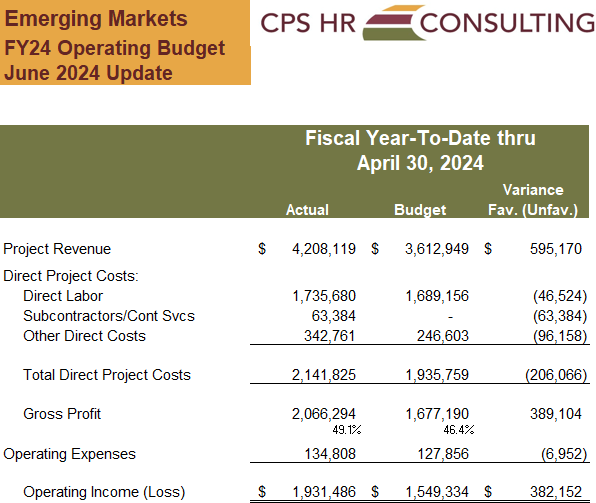 Emerging Markets
FY24 Operating Budget
June 2024 Update
CPS HR CONSULTING
Fiscal Year-To-Date thru
April 30, 2024
Variance
Actual Budget Fav. (Unfav.)
Project Revenue $ 4,208,119 $ 3,612,949 $ 595,170
Direct Project Costs:
Direct Labor 1,735,680 1,689,156 (46,524)
Subcontractors/Cont Svcs 63,384 - (63,384)
Other Direct Costs 342,761 246,603 (96,158)
Total Direct Project Costs 2,141,825 1,935,759 (206,066)
Gross Profit 2,066,294 1,677,190 389,104
49.1% 46.4%
Operating Expenses 134,808 127,856 (6,952)
Operating Income (Loss) $ 1,931,486 $ 1,549,334 $ 382,152